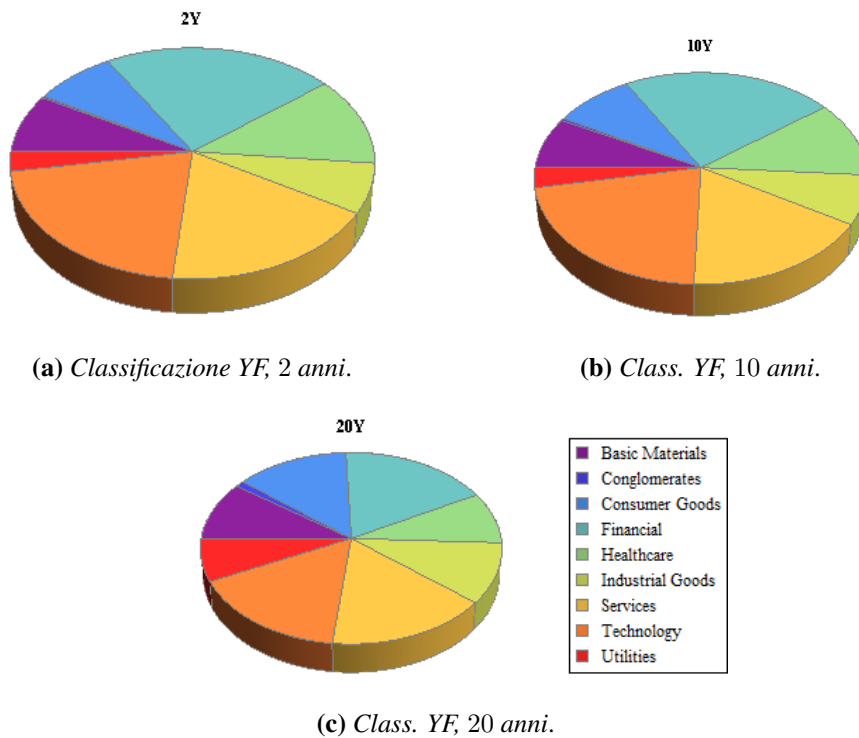 2Y
10Y
(a) Classificazione YF, 2 anni.
(b) Class. YF, 10 anni.
20Y
Basic Materials
Conglomerates
Consumer Goods
Financial
Healthcare
Industrial Goods
Services
Technology
Utilities
(c) Class. YF, 20 anni.